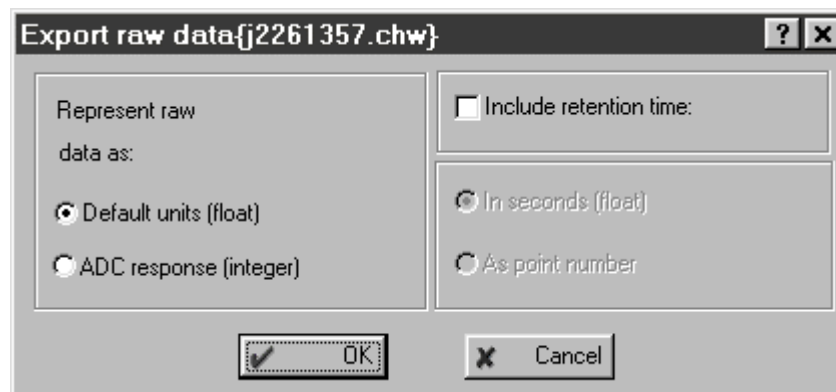 Export raw data{j2261357.chw}
Represent raw
data as:
Default units (float)
ADC response (integer)
Include retention time:
In seconds (float)
As point number
OK
Cancel